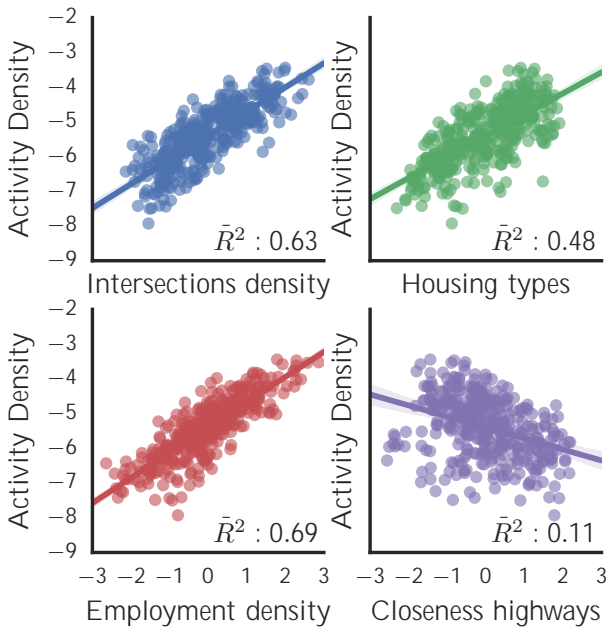 Activity Density
−2
−3
−4
−5
−6
−7
−8
−9
R̄² : 0.63
Intersections density
Activity Density
R̄² : 0.48
Housing types
Activity Density
−2
−3
−4
−5
−6
−7
−8
−9
R̄² : 0.69
−3 −2 −1 0 1 2 3
Employment density
Activity Density
R̄² : 0.11
−3 −2 −1 0 1 2 3
Closeness highways